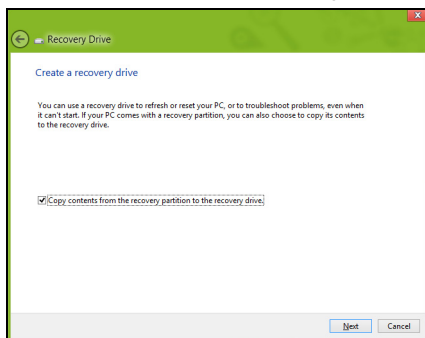 Recovery Drive
Create a recovery drive
You can use a recovery drive to refresh or reset your PC, or to troubleshoot problems, even when
it can't start. If your PC comes with a recovery partition, you can also choose to copy its contents
to the recovery drive.
Copy contents from the recovery partition to the recovery drive.
Next Cancel